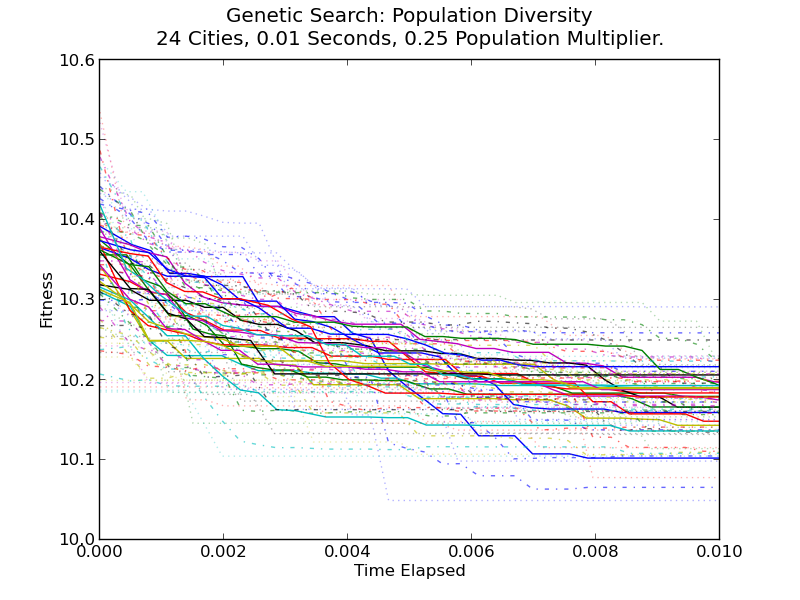 Genetic Search: Population Diversity
24 Cities, 0.01 Seconds, 0.25 Population Multiplier.
10.6
10.5
10.4
10.3
10.2
10.1
10.0
Fitness
0.000 0.002 0.004 0.006 0.008 0.010
Time Elapsed